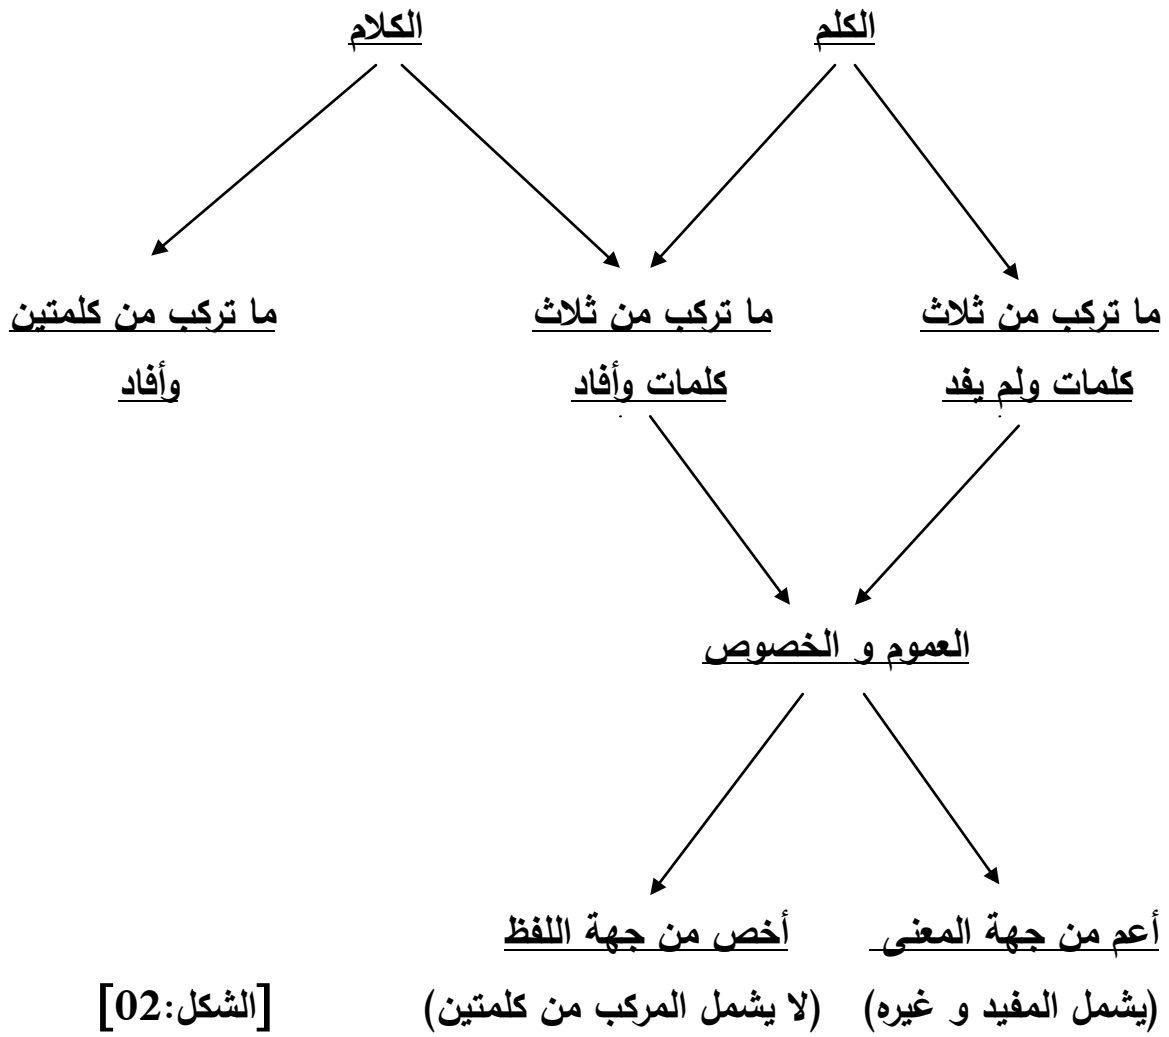 الكلم الكلام
ما تركب من ثلاث ما تركب من ثلاث ما تركب من كلمتين
كلمات ولم يفد كلمات وأفاد وأفاد
العموم و الخصوص
أعم من جهة المعنى أخص من جهة اللفظ
(يشمل المفيد و غيره) (لا يشمل المركب من كلمتين) [الشكل:02]